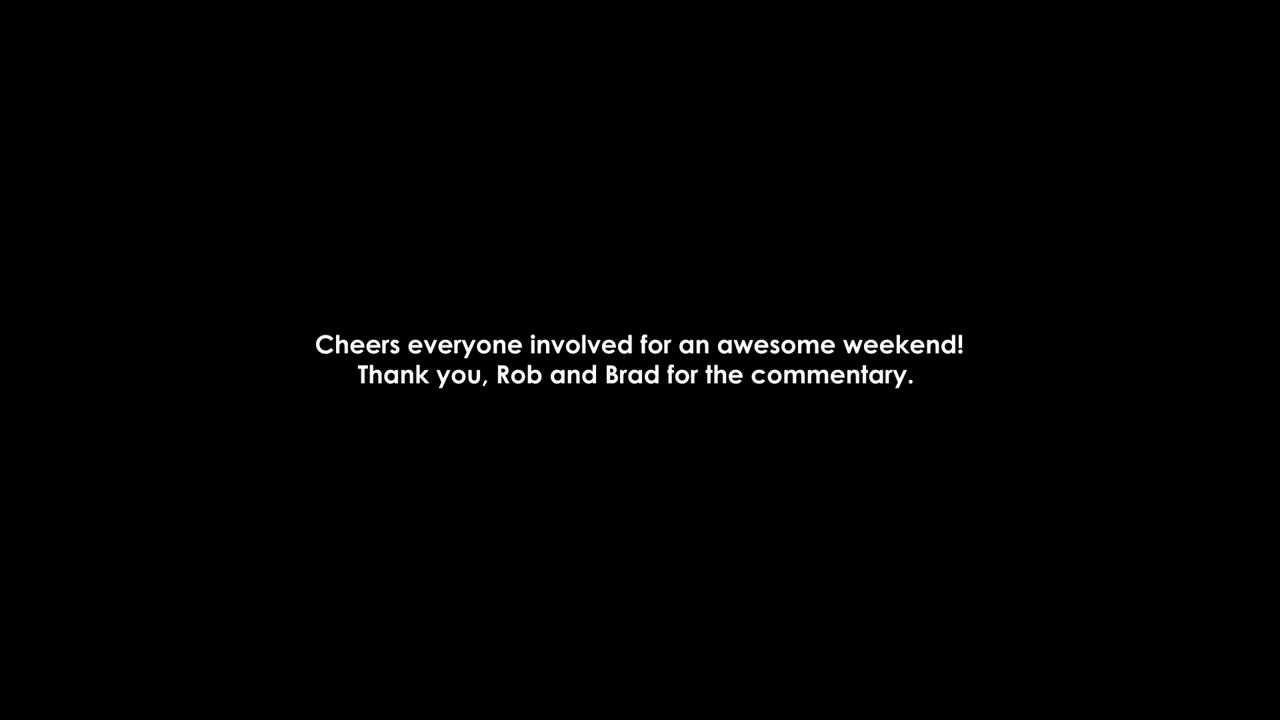 Cheers everyone involved for an awesome weekend!
Thank you, Rob and Brad for the commentary.